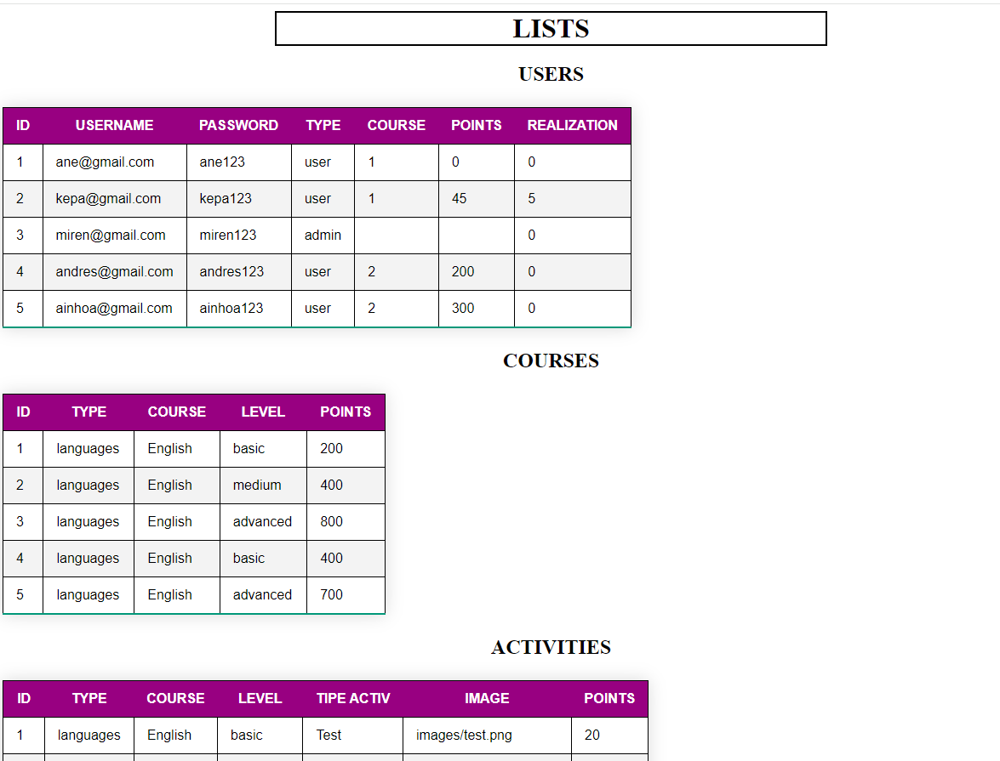 LISTS
USERS
ID USERNAME PASSWORD TYPE COURSE POINTS REALIZATION
1 ane@gmail.com ane123 user 1 0 0
2 kepa@gmail.com kepa123 user 1 45 5
3 miren@gmail.com miren123 admin 0
4 andres@gmail.com andres123 user 2 200 0
5 ainhoa@gmail.com ainhoa123 user 2 300 0
COURSES
ID TYPE COURSE LEVEL POINTS
1 languages English basic 200
2 languages English medium 400
3 languages English advanced 800
4 languages English basic 400
5 languages English advanced 700
ACTIVITIES
ID TYPE COURSE LEVEL TIPE ACTIV IMAGE POINTS
1 languages English basic Test images/test.png 20